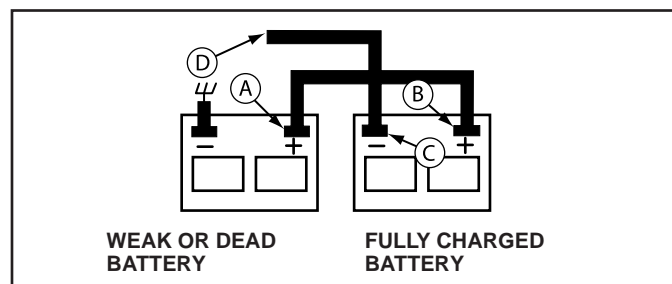 D
A
B
C
– + – +
WEAK OR DEAD
BATTERY
FULLY CHARGED
BATTERY